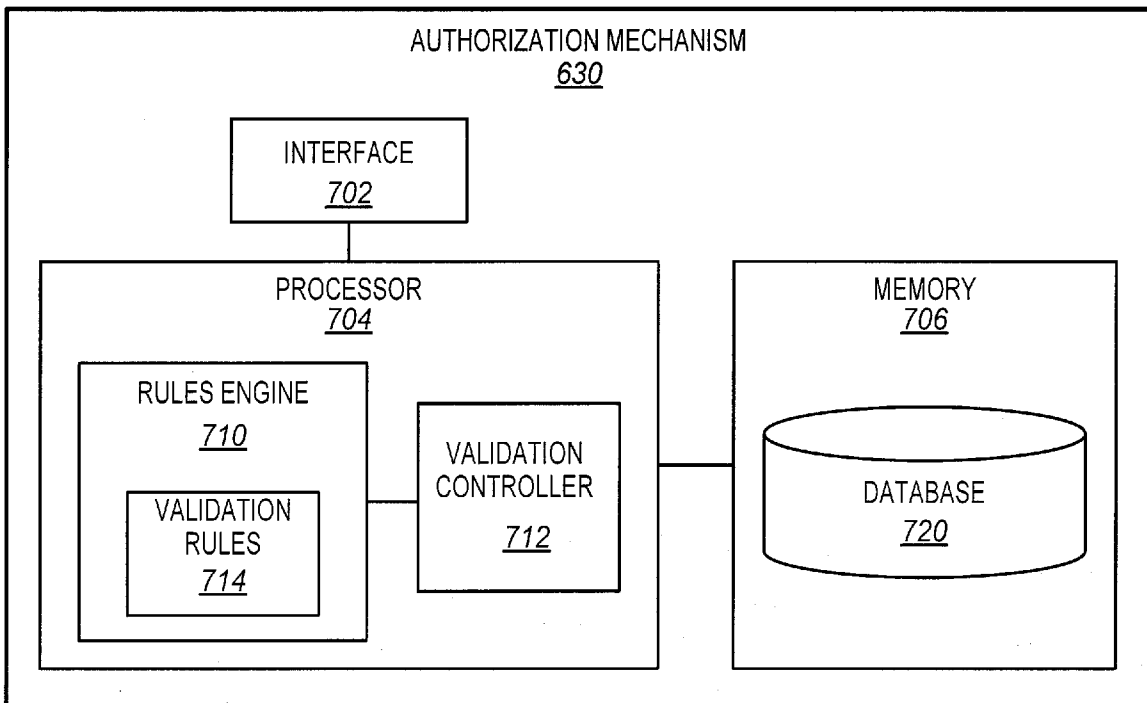 AUTHORIZATION MECHANISM
630
INTERFACE
702
PROCESSOR
704
RULES ENGINE
710
VALIDATION
RULES
714
VALIDATION
CONTROLLER
712
MEMORY
706
DATABASE
720